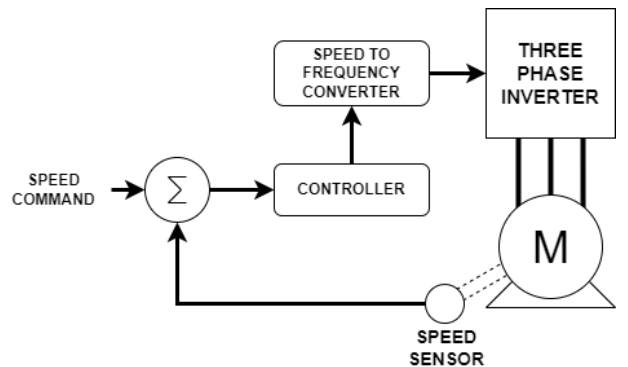 SPEED TO
FREQUENCY
CONVERTER
THREE
PHASE
INVERTER
SPEED
COMMAND
Σ
CONTROLLER
M
SPEED
SENSOR